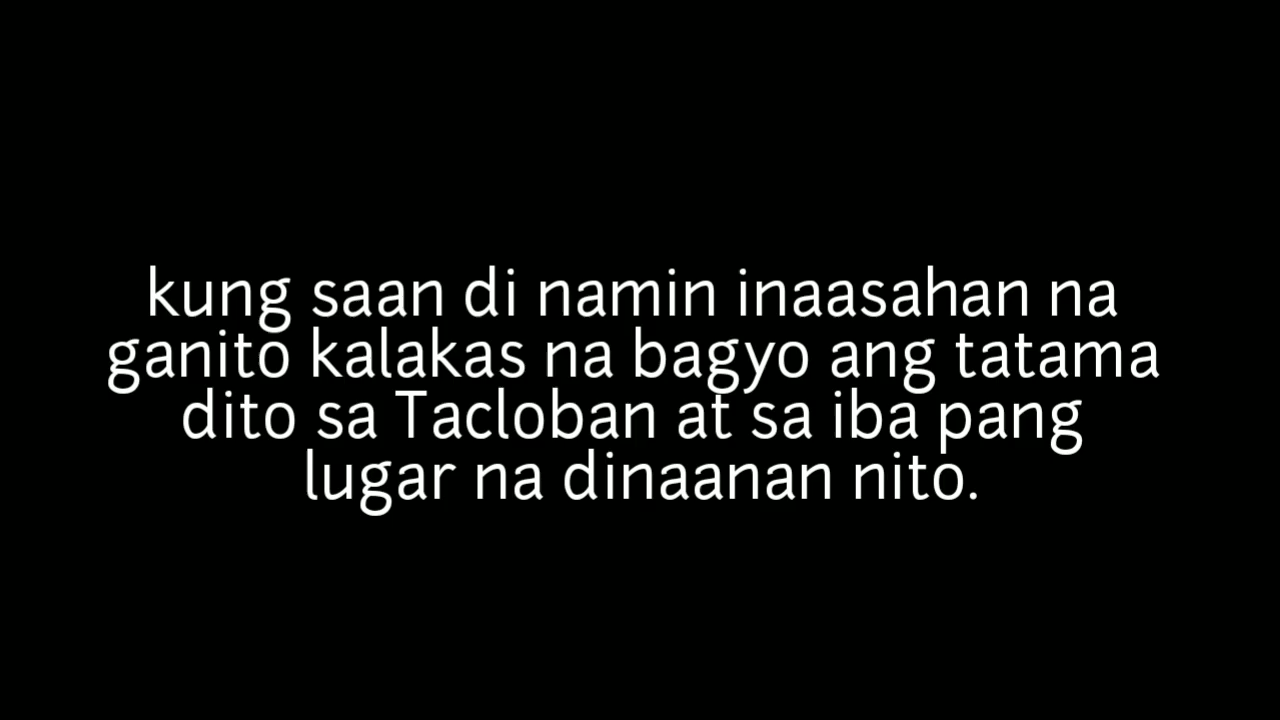 kung saan di namin inaasahan na
ganito kalakas na bagyo ang tatama
dito sa Tacloban at sa iba pang
lugar na dinaanan nito.